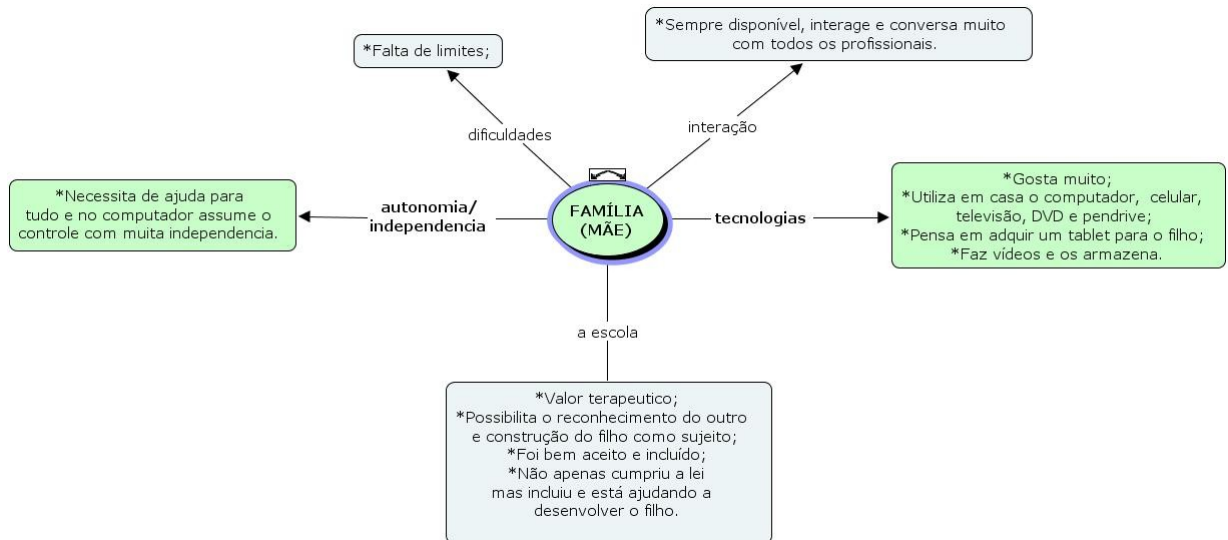 *Sempre disponível, interage e conversa muito
com todos os profissionais.
*Falta de limites;
dificuldades
interação
*Necessita de ajuda para
tudo e no computador assume o
controle com muita independencia.
autonomia/
independencia
FAMÍLIA
(MÃE)
tecnologias
*Gosta muito;
*Utiliza em casa o computador, celular,
televisão, DVD e pendrive;
*Pensa em adquir um tablet para o filho;
*Faz vídeos e os armazena.
a escola
*Valor terapeutico;
*Possibilita o reconhecimento do outro
e construção do filho como sujeito;
*Foi bem aceito e incluído;
*Não apenas cumpriu a lei
mas incluiu e está ajudando a
desenvolver o filho.